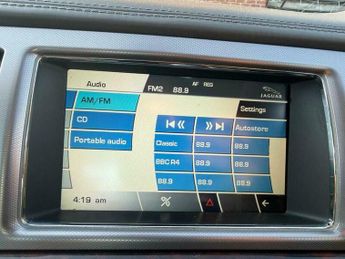 Audio FM2 88.9 AF REG JAGUAR
AM/FM Settings
CD Autostore
Portable audio Classic 88.9 88.9
BBC R4 88.9 88.9
88.9 88.9 88.9
4:19 am